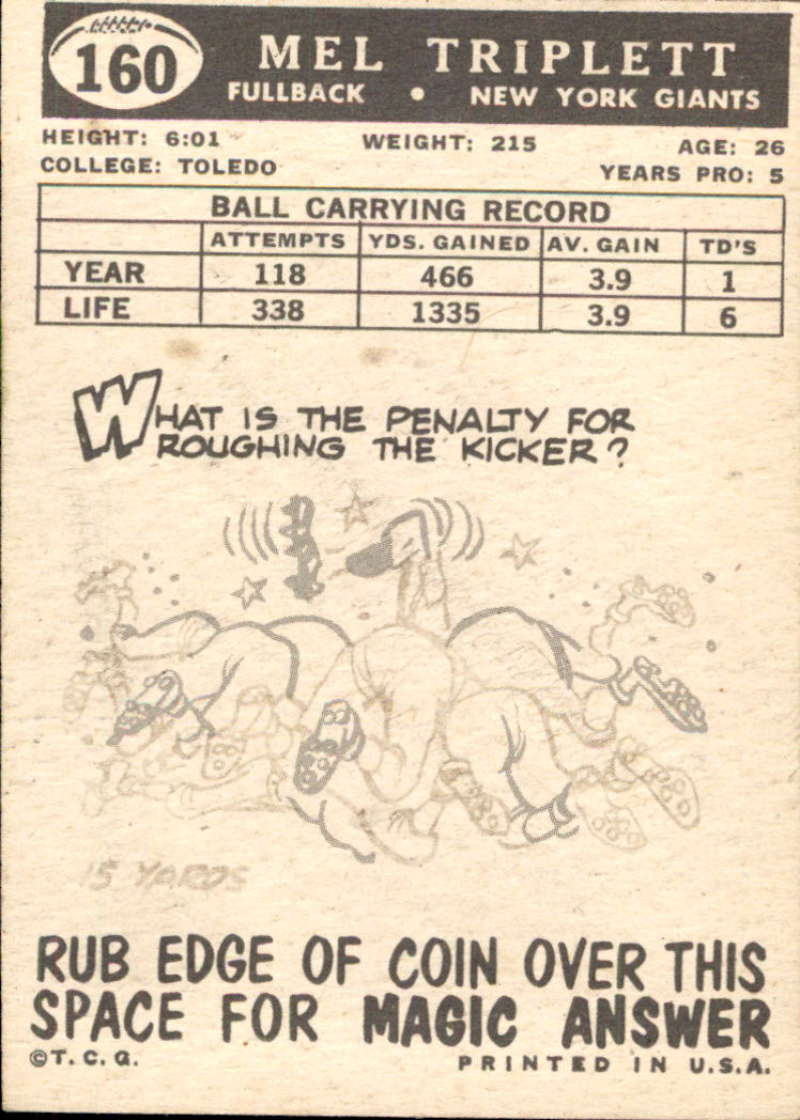 160
MEL TRIPLETT
FULLBACK • NEW YORK GIANTS
HEIGHT: 6:01 WEIGHT: 215 AGE: 26
COLLEGE: TOLEDO YEARS PRO: 5
BALL CARRYING RECORD
ATTEMPTS YDS. GAINED AV. GAIN TD'S
YEAR 118 466 3.9 1
LIFE 338 1335 3.9 6
WHAT IS THE PENALTY FOR
ROUGHING THE KICKER?
15 YARDS
RUB EDGE OF COIN OVER THIS
SPACE FOR MAGIC ANSWER
©T. C. G. PRINTED IN U.S.A.